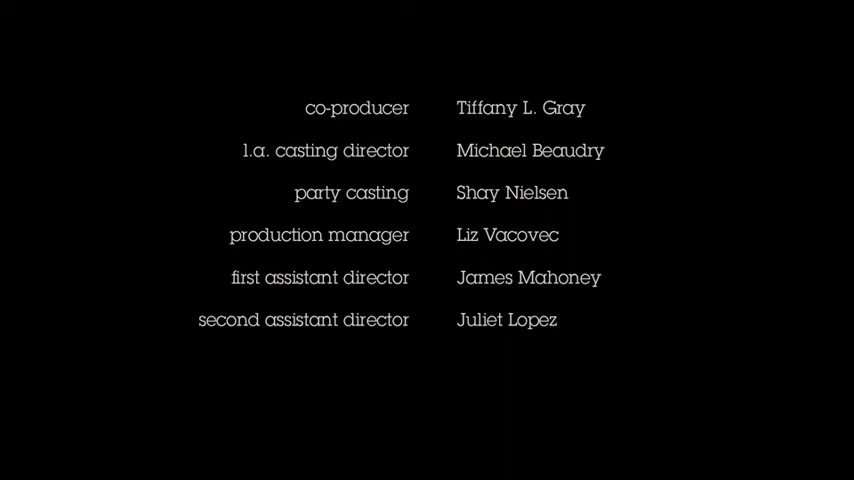 co-producer Tiffany L. Gray
l.a. casting director Michael Beaudry
party casting Shay Nielsen
production manager Liz Vacovec
first assistant director James Mahoney
second assistant director Juliet Lopez